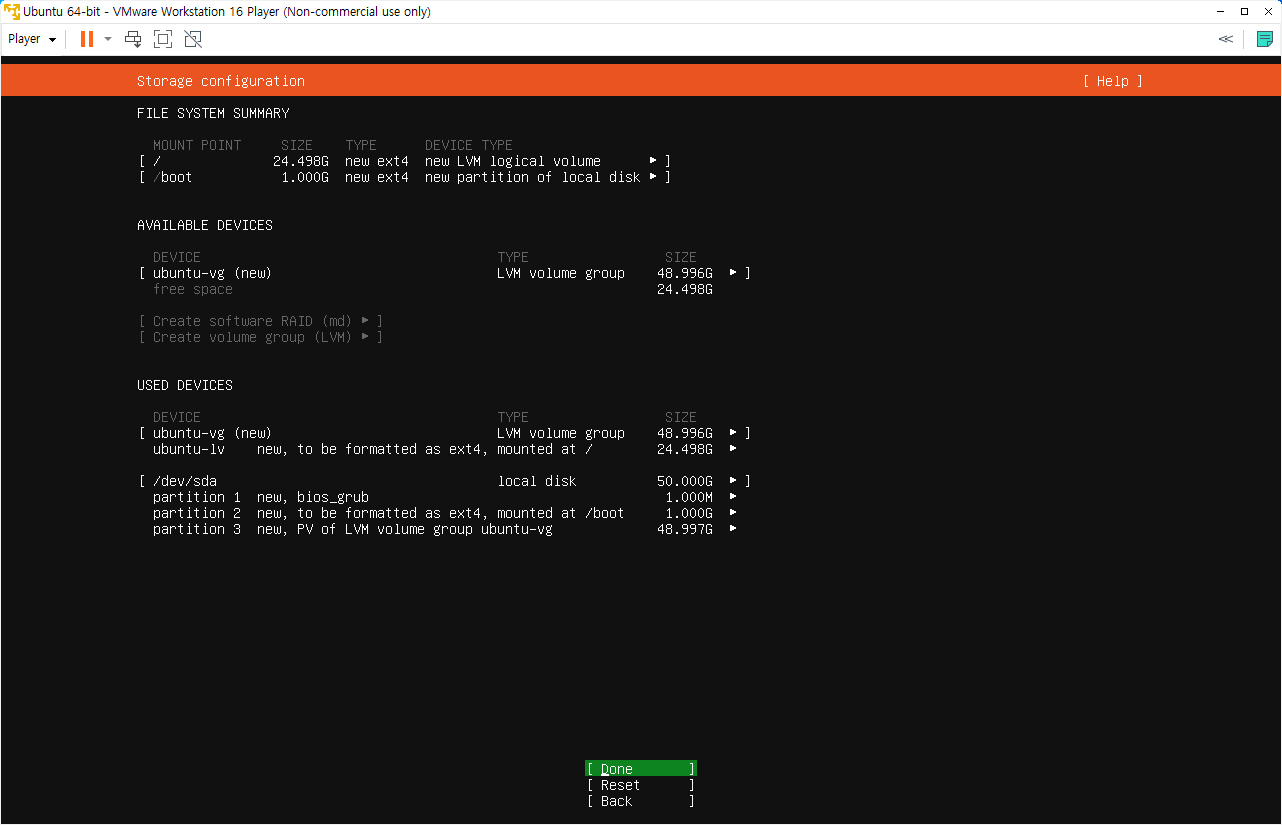 Ubuntu 64-bit - VMware Workstation 16 Player (Non-commercial use only)
Player
Storage configuration [ Help ]
FILE SYSTEM SUMMARY
MOUNT POINT SIZE TYPE DEVICE TYPE
[ / 24.498G new ext4 new LVM logical volume ▸ ]
[ /boot 1.000G new ext4 new partition of local disk ▸ ]
AVAILABLE DEVICES
DEVICE TYPE SIZE
[ ubuntu-vg (new) LVM volume group 48.996G ▸ ]
free space 24.498G
[ Create software RAID (md) ▸ ]
[ Create volume group (LVM) ▸ ]
USED DEVICES
DEVICE TYPE SIZE
[ ubuntu-vg (new) LVM volume group 48.996G ▸ ]
ubuntu-lv new, to be formatted as ext4, mounted at / 24.498G ▸
[ /dev/sda local disk 50.000G ▸ ]
partition 1 new, bios_grub 1.000M ▸
partition 2 new, to be formatted as ext4, mounted at /boot 1.000G ▸
partition 3 new, PV of LVM volume group ubuntu-vg 48.997G ▸
[ Done ]
[ Reset ]
[ Back ]